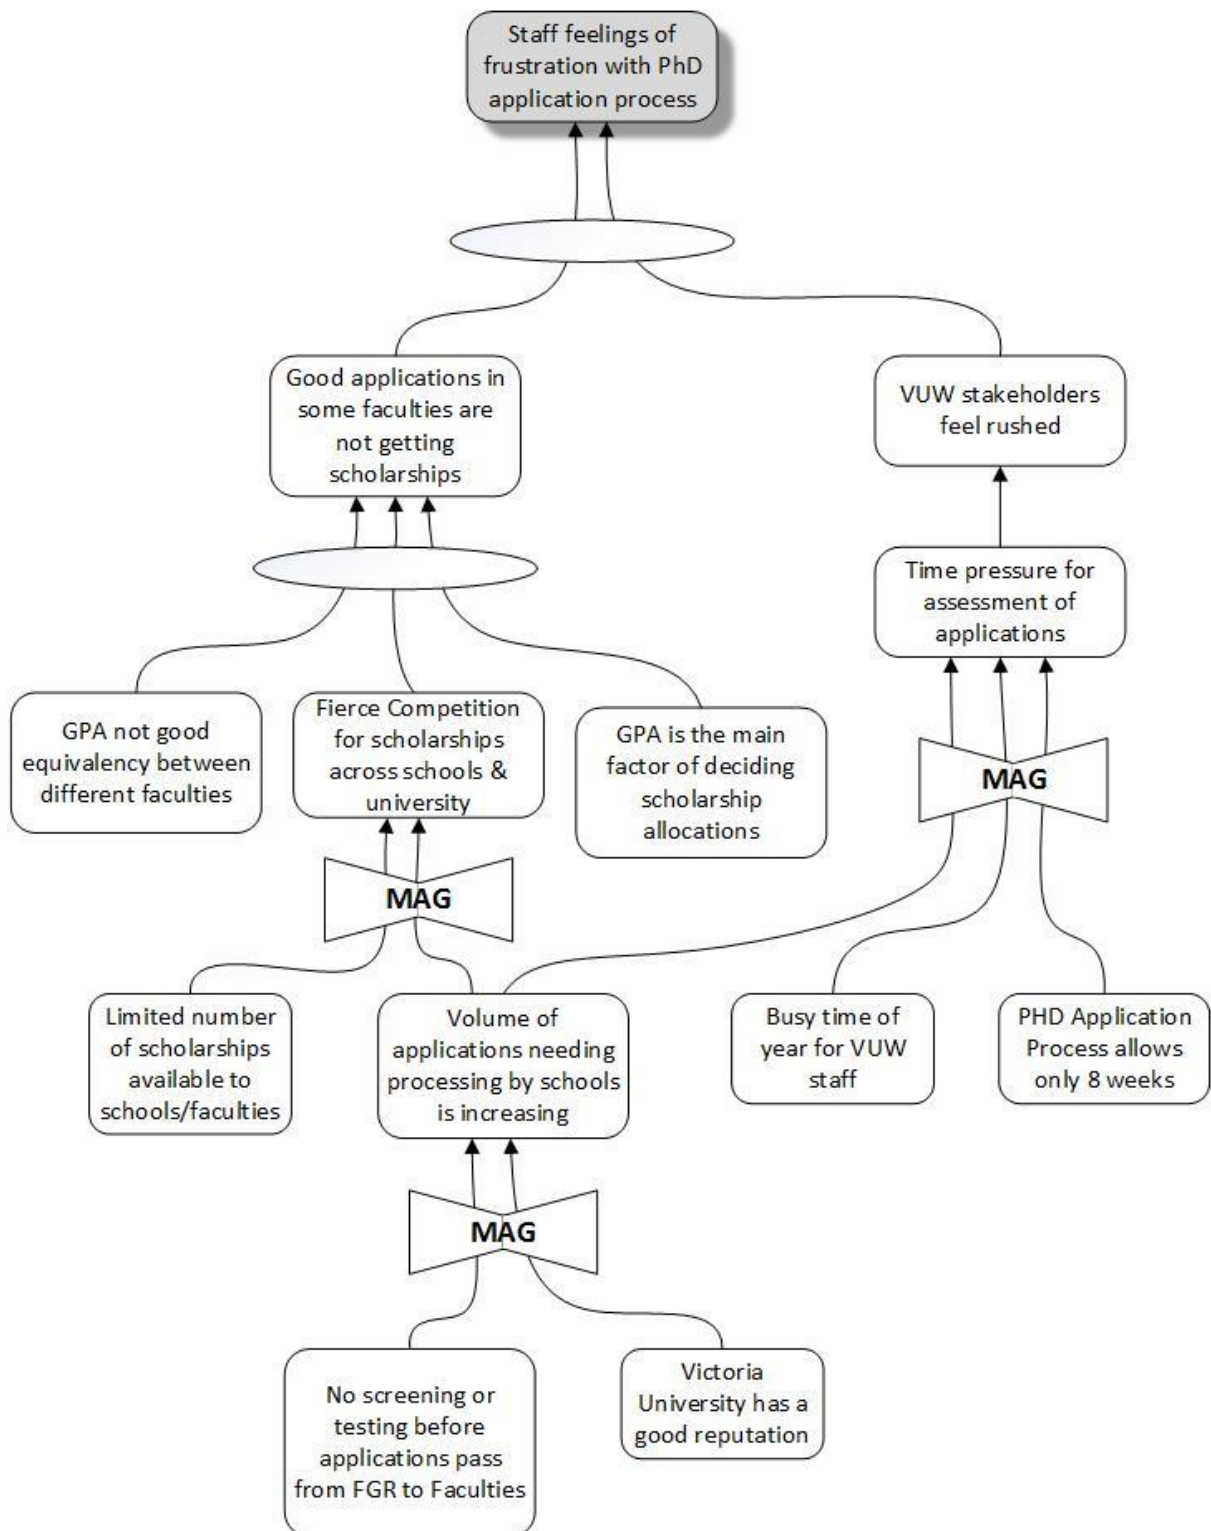 Staff feelings of
frustration with PhD
application process
Good applications in
some faculties are
not getting
scholarships
VUW stakeholders
feel rushed
Time pressure for
assessment of
applications
GPA not good
equivalency between
different faculties
Fierce Competition
for scholarships
across schools &
university
GPA is the main
factor of deciding
scholarship
allocations
MAG
MAG
Limited number
of scholarships
available to
schools/faculties
Volume of
applications needing
processing by schools
is increasing
Busy time of
year for VUW
staff
PHD Application
Process allows
only 8 weeks
MAG
No screening or
testing before
applications pass
from FGR to Faculties
Victoria
University has a
good reputation